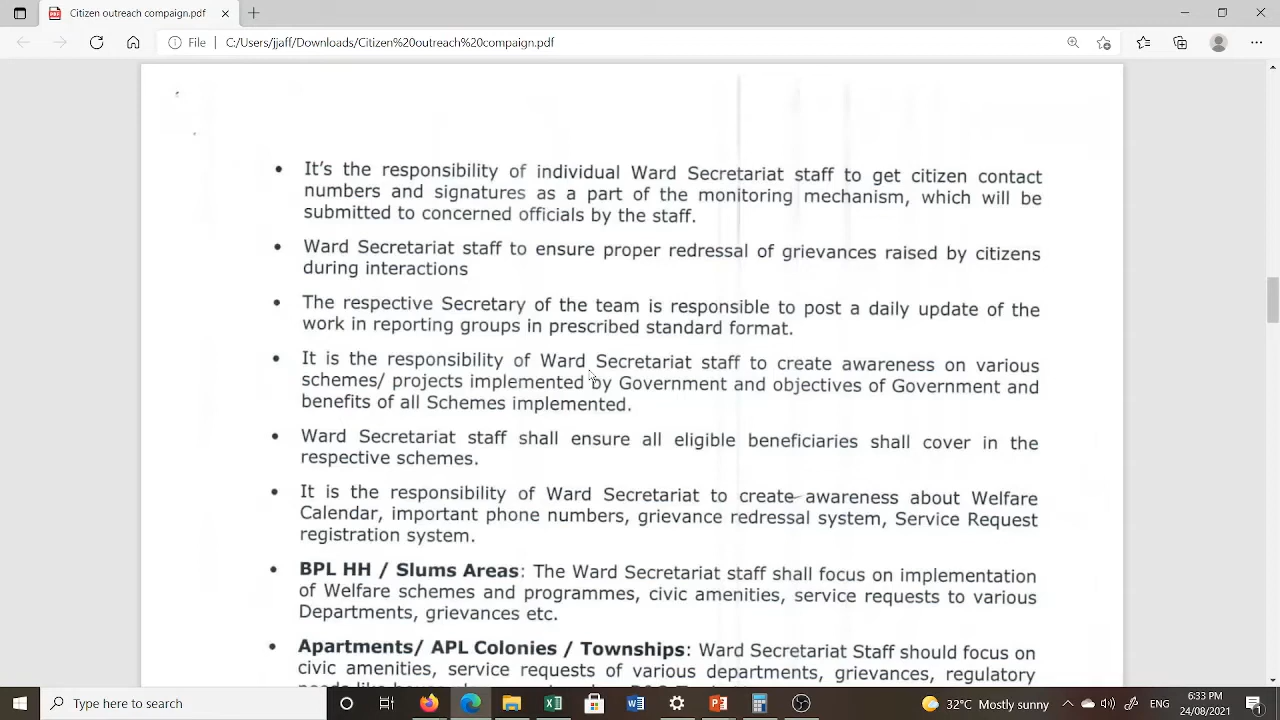 Citizen outreach compaign.pdf
File
C:/Users/jjaff/Downloads/Citizen%20outreach%20compaign.pdf
• It's the responsibility of individual Ward Secretariat staff to get citizen contact
numbers and signatures as a part of the monitoring mechanism, which will be
submitted to concerned officials by the staff.
• Ward Secretariat staff to ensure proper redressal of grievances raised by citizens
during interactions
• The respective Secretary of the team is responsible to post a daily update of the
work in reporting groups in prescribed standard format.
• It is the responsibility of Ward Secretariat staff to create awareness on various
schemes/ projects implemented by Government and objectives of Government and
benefits of all Schemes implemented.
• Ward Secretariat staff shall ensure all eligible beneficiaries shall cover in the
respective schemes.
• It is the responsibility of Ward Secretariat to create awareness about Welfare
Calendar, important phone numbers, grievance redressal system, Service Request
registration system.
• BPL HH / Slums Areas: The Ward Secretariat staff shall focus on implementation
of Welfare schemes and programmes, civic amenities, service requests to various
Departments, grievances etc.
• Apartments/ APL Colonies / Townships: Ward Secretariat Staff should focus on
civic amenities, service requests of various departments, grievances, regulatory
Type here to search
33°C Mostly sunny
ENG
6:33 PM
24/08/2021